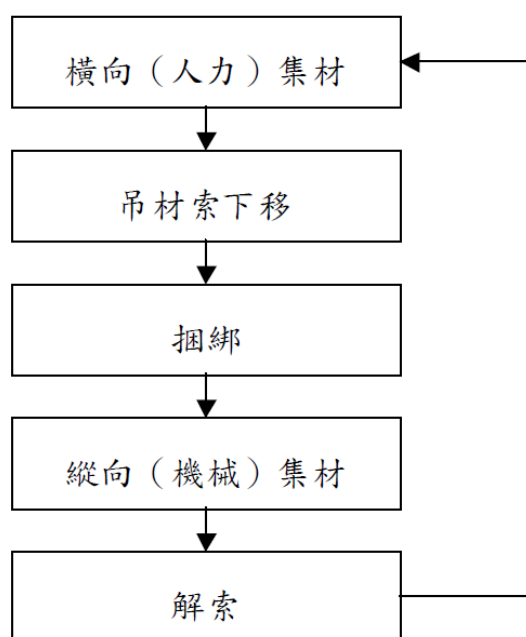 橫向（人力）集材
吊材索下移
捆綁
縱向（機械）集材
解索